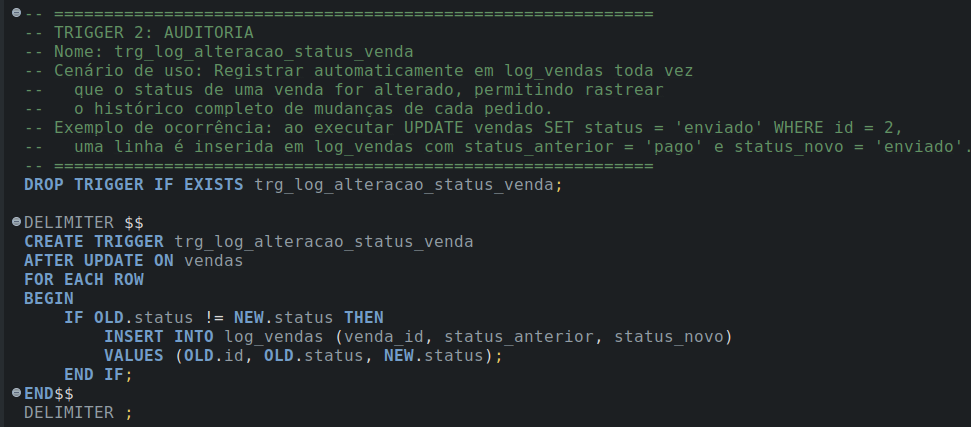 -- ============================================================
-- TRIGGER 2: AUDITORIA
-- Nome: trg_log_alteracao_status_venda
-- Cenário de uso: Registrar automaticamente em log_vendas toda vez
--   que o status de uma venda for alterado, permitindo rastrear
--   o histórico completo de mudanças de cada pedido.
-- Exemplo de ocorrência: ao executar UPDATE vendas SET status = 'enviado' WHERE id = 2,
--   uma linha é inserida em log_vendas com status_anterior = 'pago' e status_novo = 'enviado'.
-- ============================================================
DROP TRIGGER IF EXISTS trg_log_alteracao_status_venda;

DELIMITER $$
CREATE TRIGGER trg_log_alteracao_status_venda
AFTER UPDATE ON vendas
FOR EACH ROW
BEGIN
    IF OLD.status != NEW.status THEN
        INSERT INTO log_vendas (venda_id, status_anterior, status_novo)
        VALUES (OLD.id, OLD.status, NEW.status);
    END IF;
END$$
DELIMITER ;